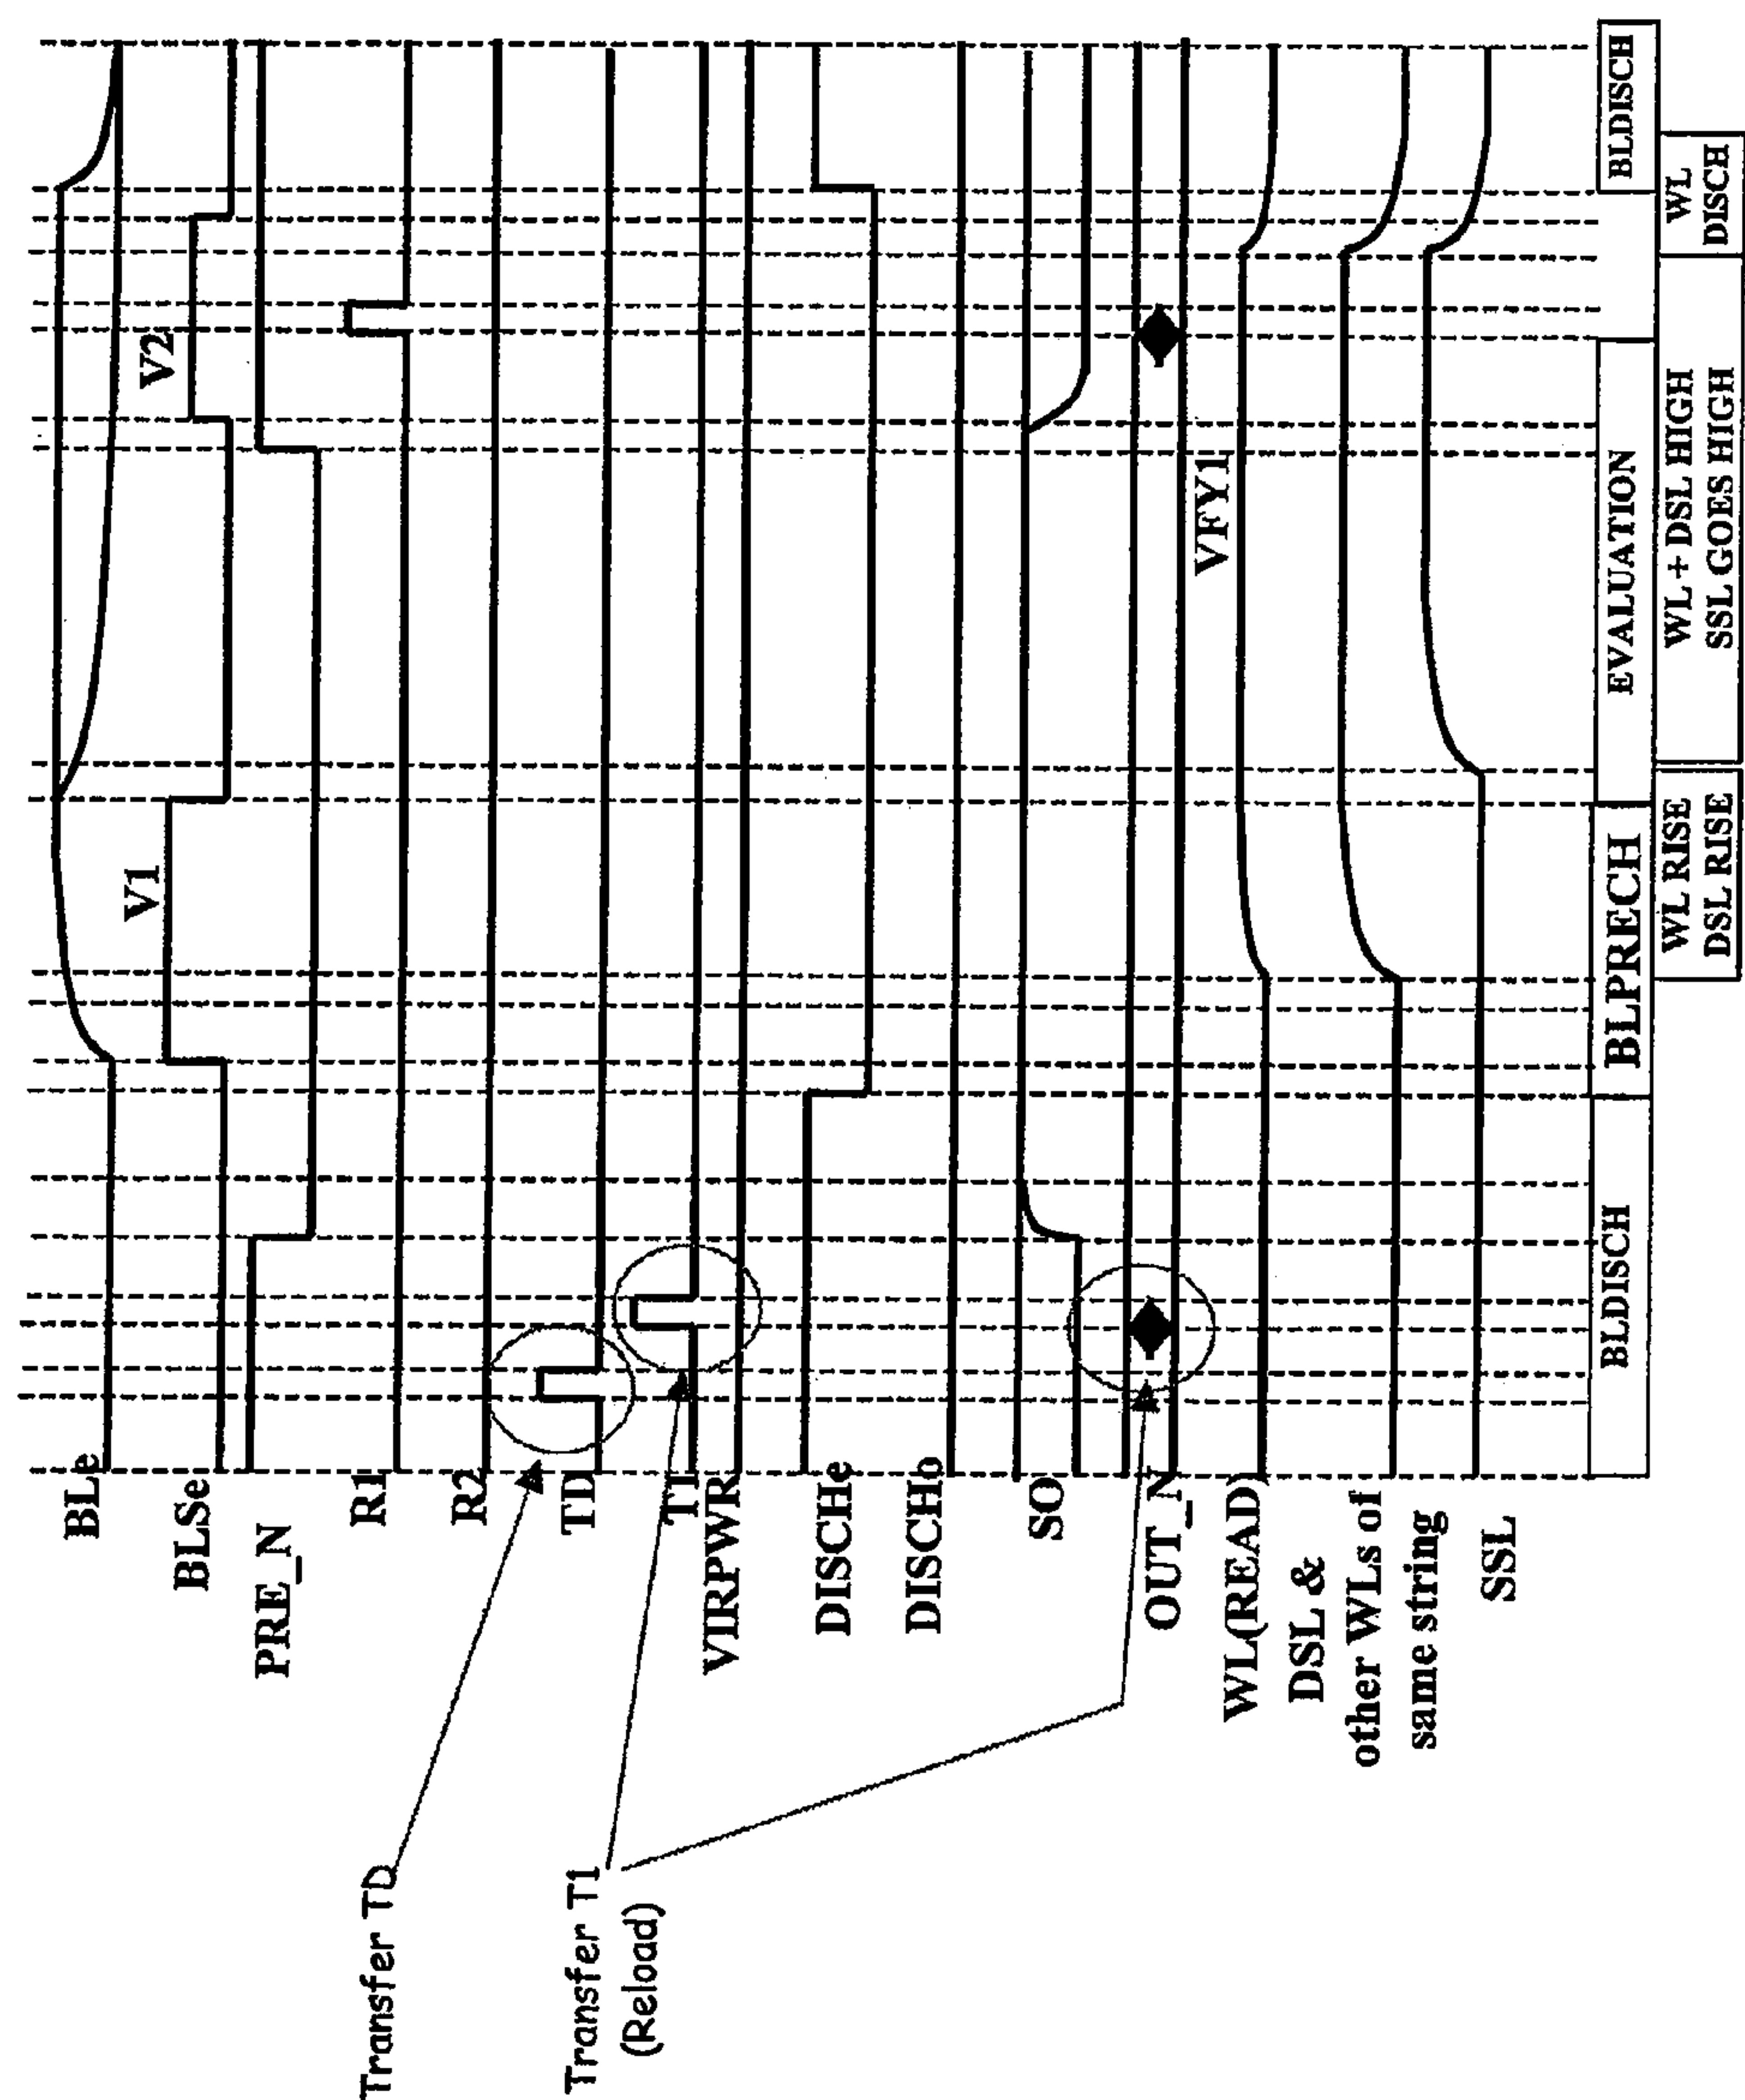 BLe
V1
V2
BLSe
PRE_N
R1
R2
TD
T1
VIRPWR
DISCHe
DISCHo
SO
OUT_N
WL(READ)
VFY1
DSL &
other WLs of
same string
SSL
BLDISCH
BLPRECH
EVALUATION
BLDISCH
WL RISE
DSL RISE
WL + DSL HIGH
SSL GOES HIGH
WL
DISCH
Transfer TD
Transfer T1
(Reload)